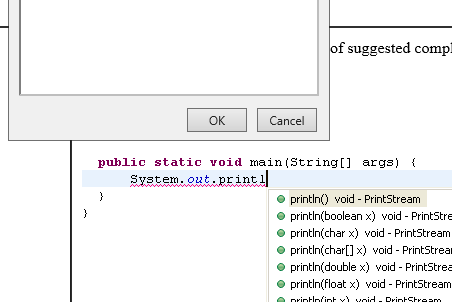 of suggested compl
OK Cancel
public static void main(String[] args) {
System.out.printl
}
}
println() void - PrintStream
println(boolean x) void - PrintStre
println(char x) void - PrintStream
println(char[] x) void - PrintStrea
println(double x) void - PrintStrea
println(float x) void - PrintStream
println(int x) void - PrintStream